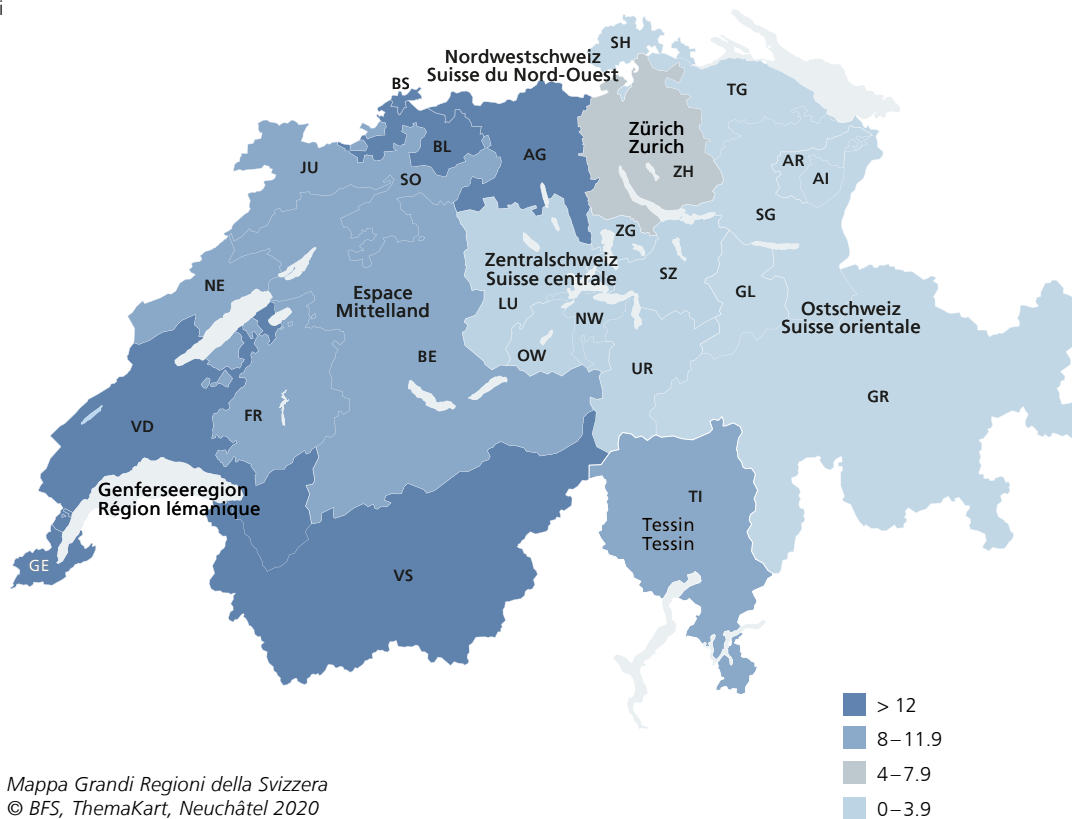 i
SH
Nordwestschweiz
Suisse du Nord-Ouest
BS
TG
Zürich
Zurich
BL
AG
AR
JU
ZH
SO
AI
SG
ZG
Zentralschweiz
Suisse centrale
SZ
NE
Espace
Mittelland
GL
LU
Ostschweiz
Suisse orientale
NW
BE
OW
UR
GR
FR
VD
Genferseeregion
Région lémanique
TI
Tessin
Tessin
GE
VS
> 12
8–11.9
4–7.9
0–3.9
Mappa Grandi Regioni della Svizzera
© BFS, ThemaKart, Neuchâtel 2020